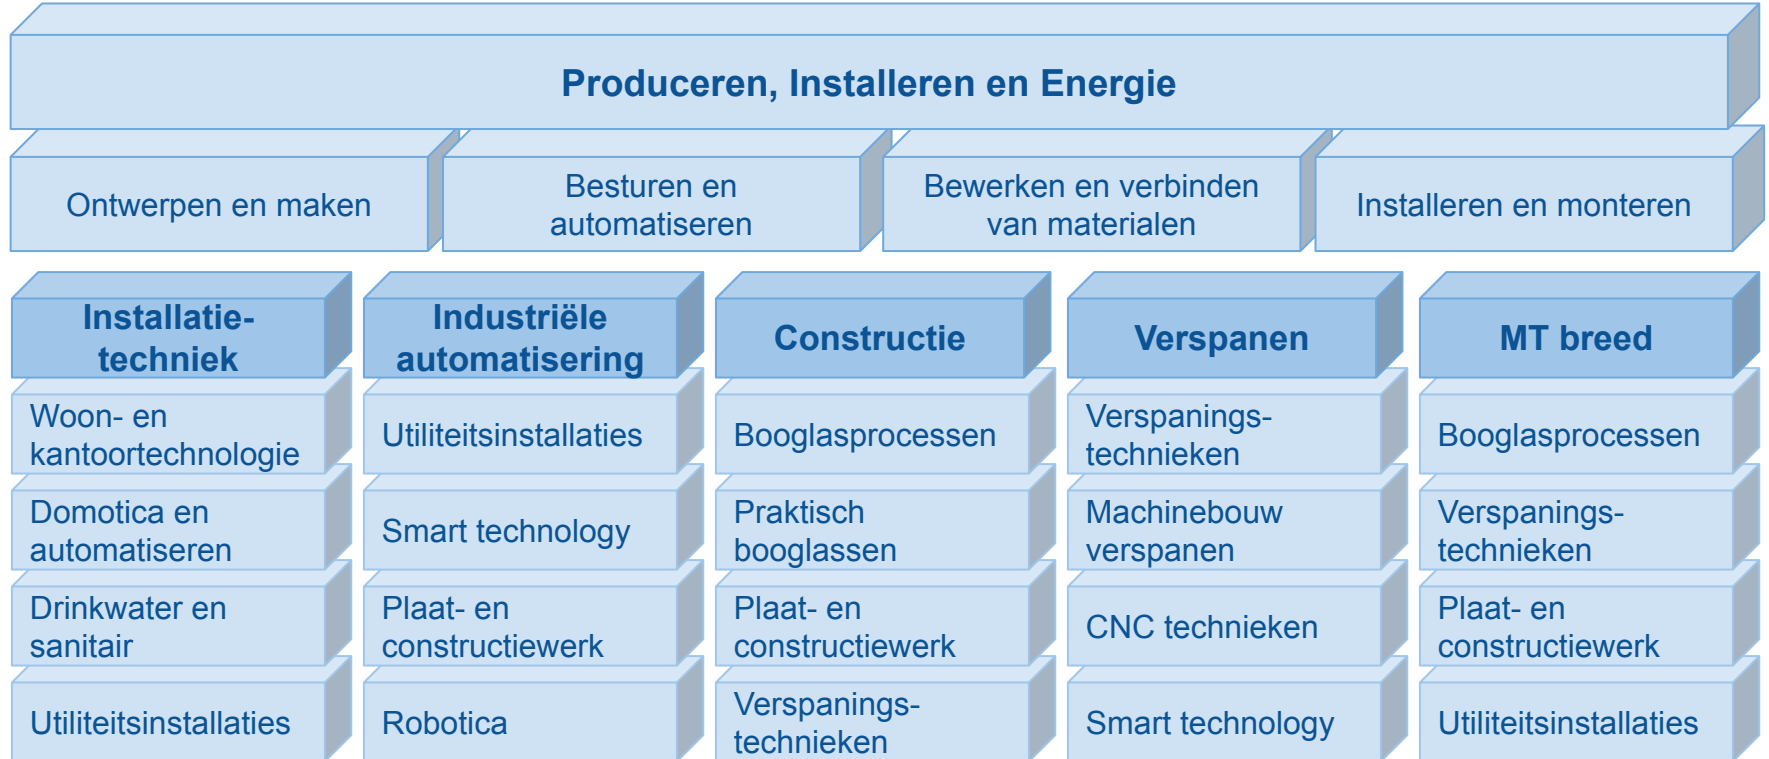 Produceren, Installeren en Energie
Ontwerpen en maken
Besturen en
automatiseren
Bewerken en verbinden
van materialen
Installeren en monteren
Installatie-
techniek
Woon- en
kantoortechnologie
Domotica en
automatiseren
Drinkwater en
sanitair
Utiliteitsinstallaties
Industriële
automatisering
Utiliteitsinstallaties
Smart technology
Plaat- en
constructiewerk
Robotica
Constructie
Booglasprocessen
Praktisch
booglassen
Plaat- en
constructiewerk
Verspanings-
technieken
Verspanen
Verspanings-
technieken
Machinebouw
verspanen
CNC technieken
Smart technology
MT breed
Booglasprocessen
Verspanings-
technieken
Plaat- en
constructiewerk
Utiliteitsinstallaties